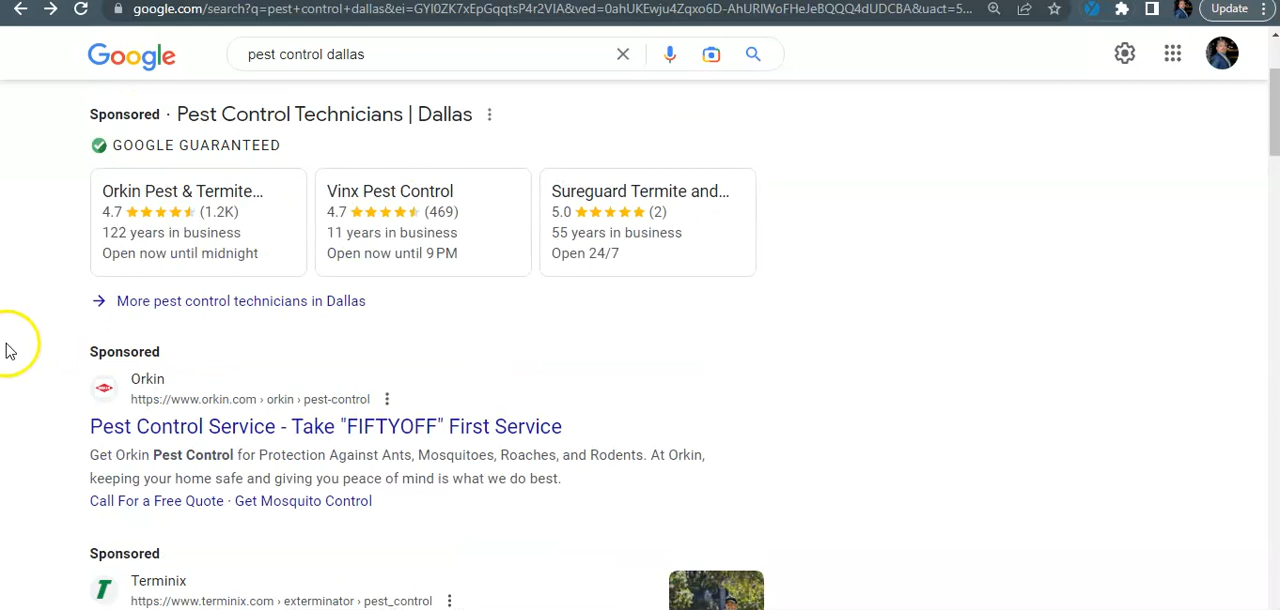 google.com/search?q=pest+control+dallas&ei=GYI0ZK7xEpGqqtsP4r2VIA&ved=0ahUKEwju4Zqxo6D-AhURlWoFHeJeBQQQ4dUDCBA&uact=5...
Update
Google
pest control dallas
Sponsored · Pest Control Technicians | Dallas
GOOGLE GUARANTEED
Orkin Pest & Termite...
4.7 (1.2K)
122 years in business
Open now until midnight
Vinx Pest Control
4.7 (469)
11 years in business
Open now until 9 PM
Sureguard Termite and...
5.0 (2)
55 years in business
Open 24/7
More pest control technicians in Dallas
Sponsored
Orkin
https://www.orkin.com › orkin › pest-control
Pest Control Service - Take "FIFTYOFF" First Service
Get Orkin Pest Control for Protection Against Ants, Mosquitoes, Roaches, and Rodents. At Orkin,
keeping your home safe and giving you peace of mind is what we do best.
Call For a Free Quote · Get Mosquito Control
Sponsored
Terminix
https://www.terminix.com › exterminator › pest_control